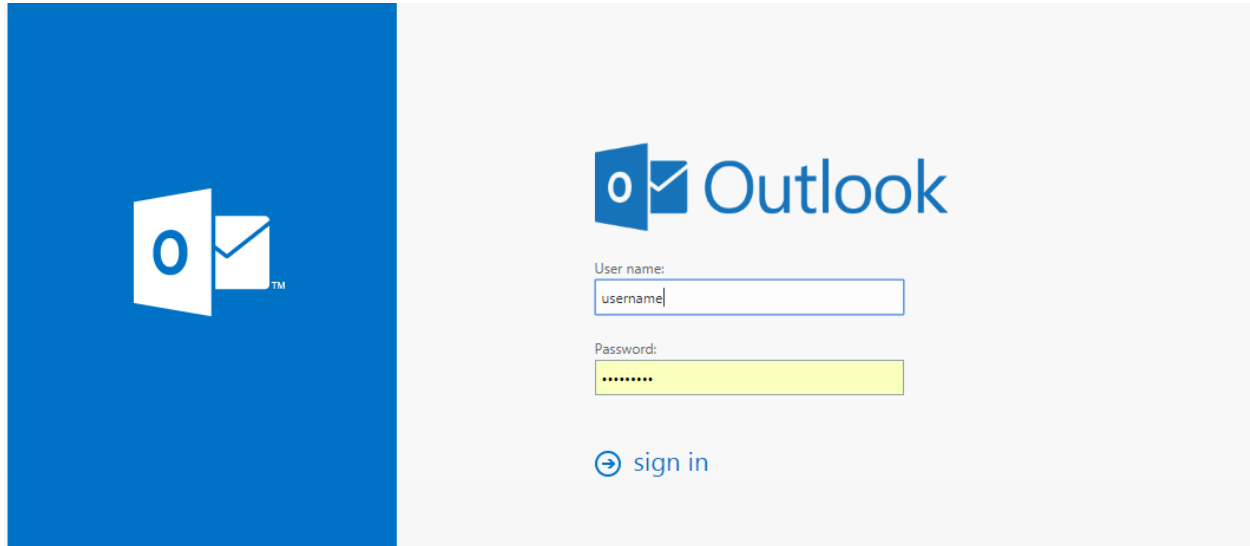 O
TM
O Outlook
User name:
username
Password:
•••••••••
sign in